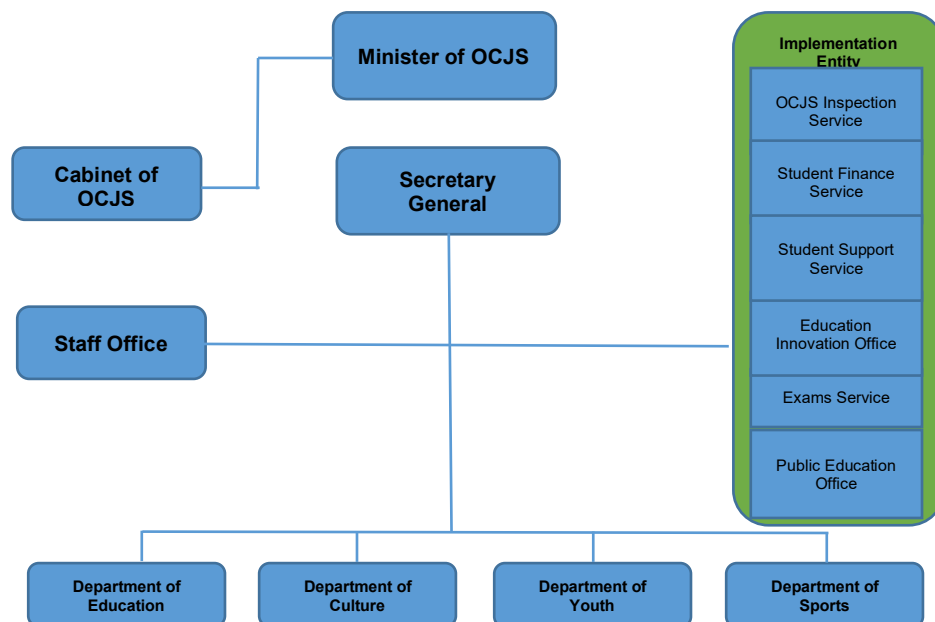 Minister of OCJS
Cabinet of
OCJS
Secretary
General
Staff Office
Implementation
Entity
OCJS Inspection
Service
Student Finance
Service
Student Support
Service
Education
Innovation Office
Exams Service
Public Education
Office
Department of
Education
Department of
Culture
Department of
Youth
Department of
Sports